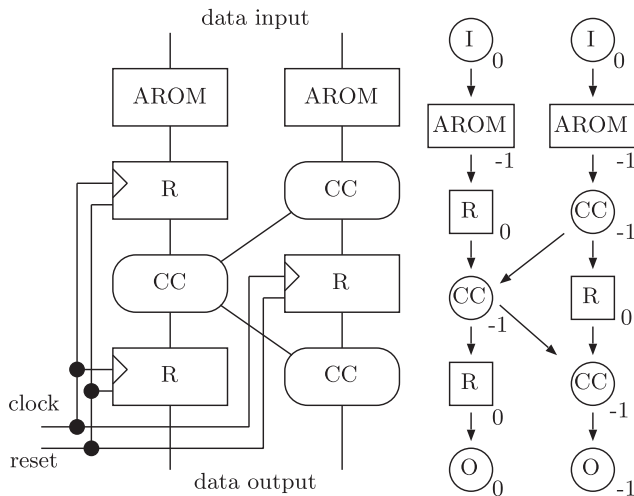 data input
I
0
I
0
AROM
AROM
AROM
-1
AROM
-1
R
CC
R
0
CC
-1
CC
R
CC
-1
R
0
R
CC
R
0
CC
-1
clock
reset
data output
O
0
O
-1